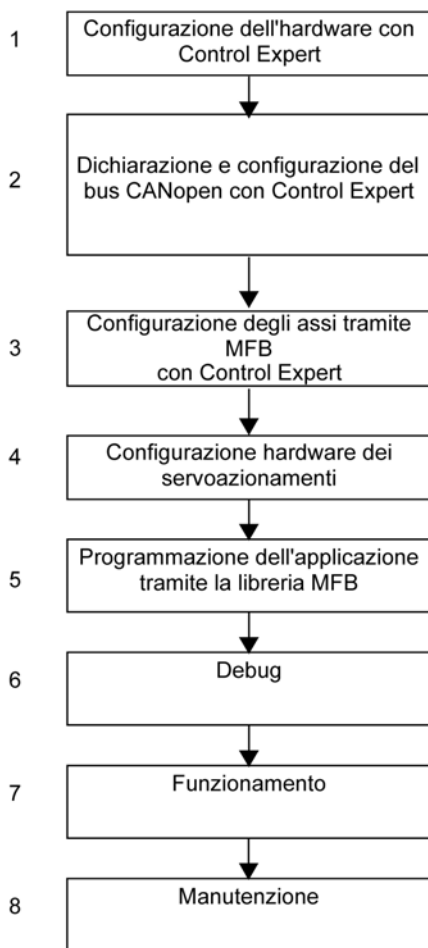 1
Configurazione dell'hardware con
Control Expert
2
Dichiarazione e configurazione del
bus CANopen con Control Expert
3
Configurazione degli assi tramite
MFB
con Control Expert
4
Configurazione hardware dei
servoazionamenti
5
Programmazione dell'applicazione
tramite la libreria MFB
6
Debug
7
Funzionamento
8
Manutenzione